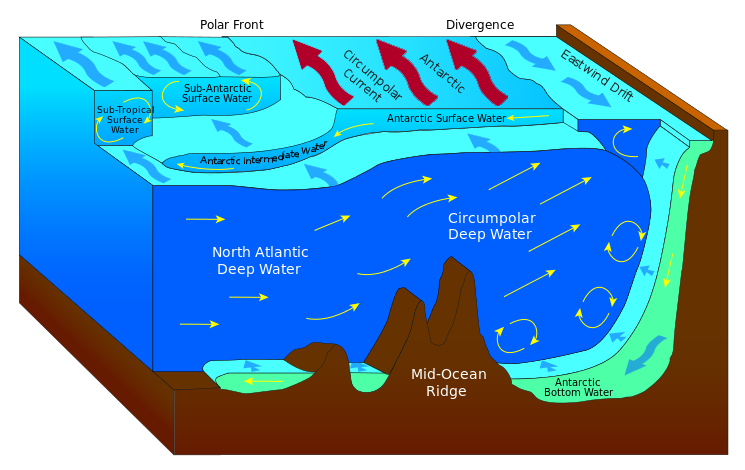 Polar Front
Divergence
Circumpolar
Current
Antarctic
Eastwind Drift
Sub-Antarctic
Surface Water
Sub-Tropical
Surface
Water
Antarctic Surface Water
Antarctic Intermediate Water
North Atlantic
Deep Water
Circumpolar
Deep Water
Mid-Ocean
Ridge
Antarctic
Bottom Water